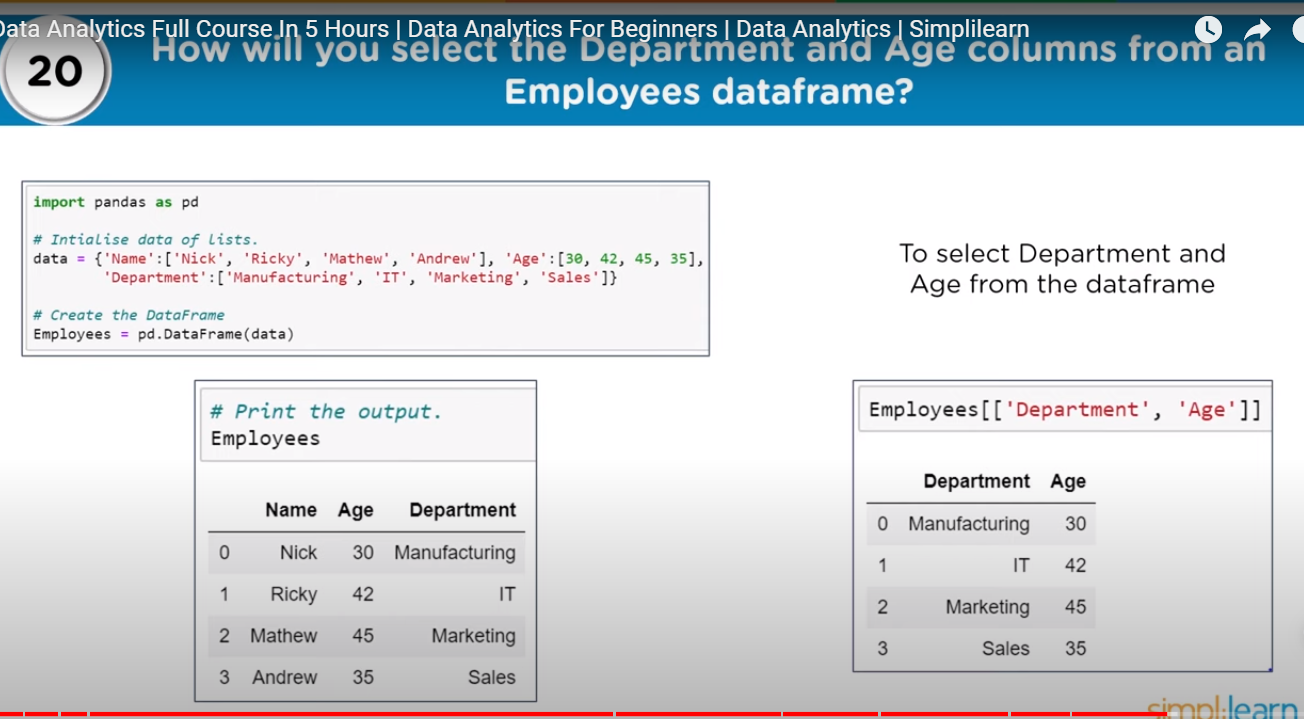 Data Analytics Full Course In 5 Hours | Data Analytics For Beginners | Data Analytics | Simplilearn
20
How will you select the Department and Age columns from an
Employees dataframe?
import pandas as pd
# Intialise data of lists.
data = {'Name':['Nick', 'Ricky', 'Mathew', 'Andrew'], 'Age':[30, 42, 45, 35],
'Department':['Manufacturing', 'IT', 'Marketing', 'Sales']}
# Create the DataFrame
Employees = pd.DataFrame(data)
To select Department and
Age from the dataframe
# Print the output.
Employees
Name Age Department
0 Nick 30 Manufacturing
1 Ricky 42 IT
2 Mathew 45 Marketing
3 Andrew 35 Sales
Employees[['Department', 'Age']]
Department Age
0 Manufacturing 30
1 IT 42
2 Marketing 45
3 Sales 35
simplilearn